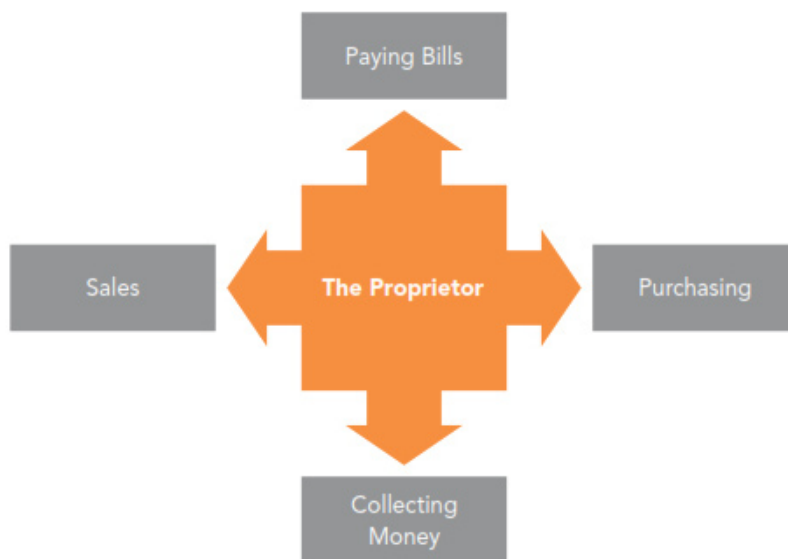 Paying Bills
Sales
The Proprietor
Purchasing
Collecting
Money